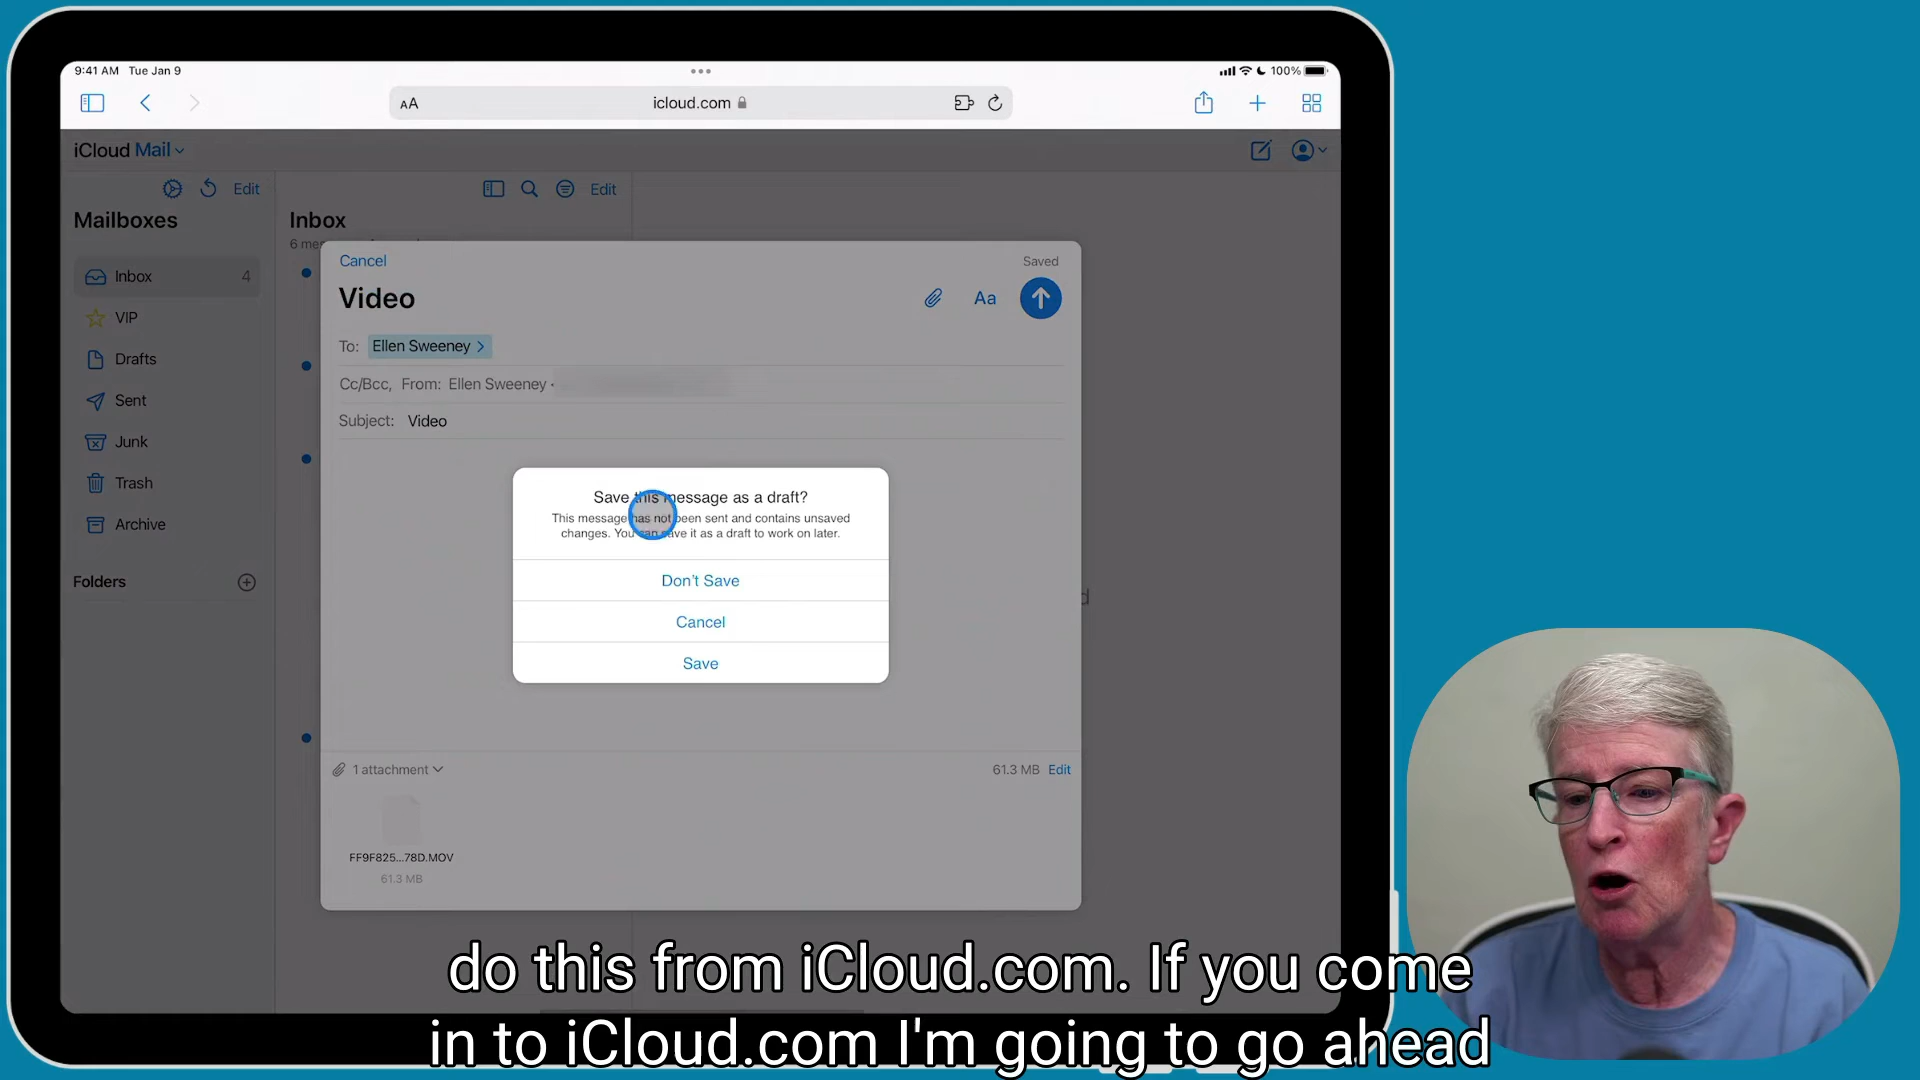 9:41 AM Tue Jan 9
100%
AA
icloud.com
iCloud Mail
Edit
Edit
Mailboxes
Inbox
Inbox 4
VIP
Drafts
Sent
Junk
Trash
Archive
Folders
Cancel
Saved
Video
Aa
To: Ellen Sweeney >
Cc/Bcc, From: Ellen Sweeney •
Subject: Video
Save this message as a draft?
This message has not been sent and contains unsaved
changes. You can save it as a draft to work on later.
Don't Save
Cancel
Save
1 attachment
61.3 MB Edit
FF9F825...78D.MOV
61.3 MB
do this from iCloud.com. If you come
in to iCloud.com I'm going to go ahead